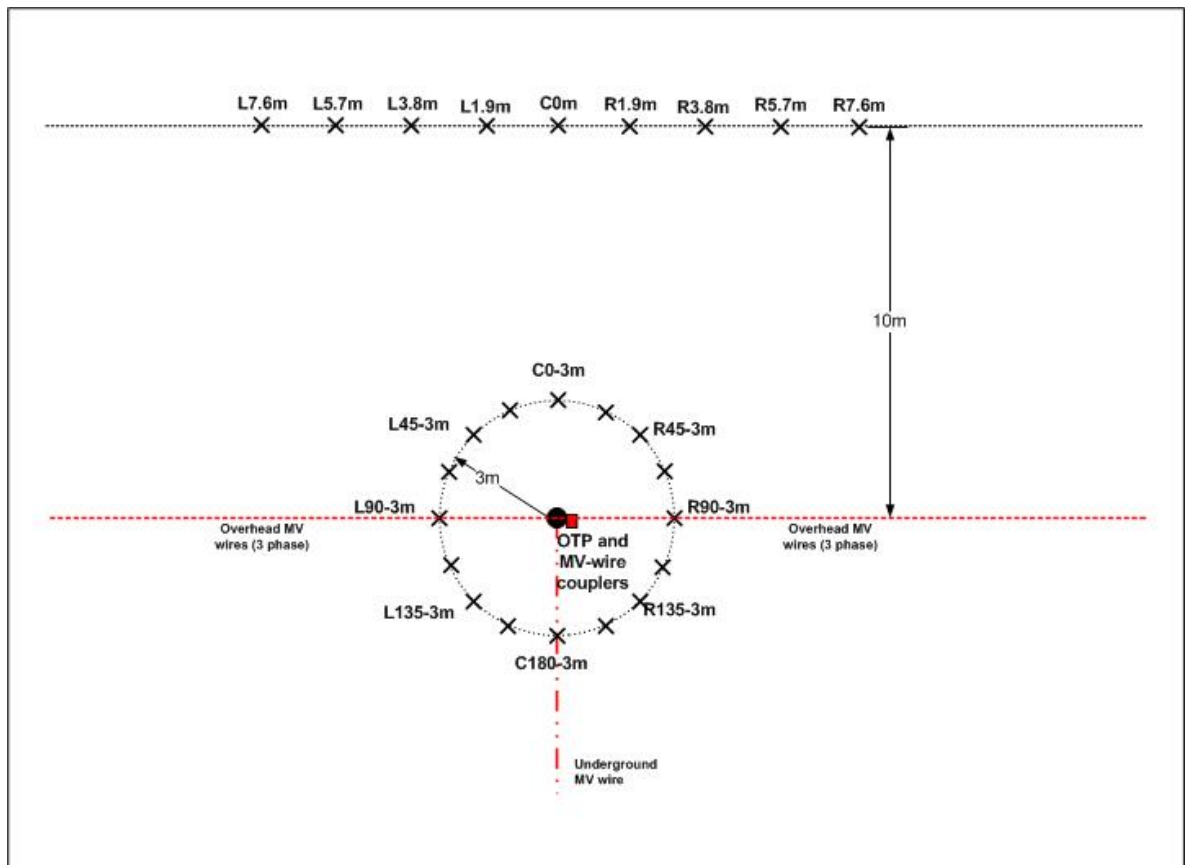 L7.6m L5.7m L3.8m L1.9m C0m R1.9m R3.8m R5.7m R7.6m
10m
C0-3m
L45-3m R45-3m
3m
L90-3m R90-3m
Overhead MV
wires (3 phase)
Overhead MV
wires (3 phase)
OTP and
MV-wire
couplers
L135-3m R135-3m
C180-3m
Underground
MV wire